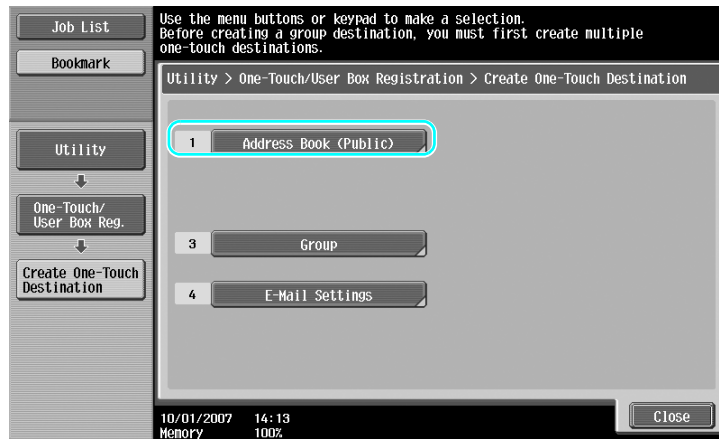 Job List
Bookmark
Use the menu buttons or keypad to make a selection.
Before creating a group destination, you must first create multiple
one-touch destinations.
Utility > One-Touch/User Box Registration > Create One-Touch Destination
Utility
One-Touch/
User Box Reg.
Create One-Touch
Destination
1 Address Book (Public)
3 Group
4 E-Mail Settings
10/01/2007 14:13
Memory 100%
Close